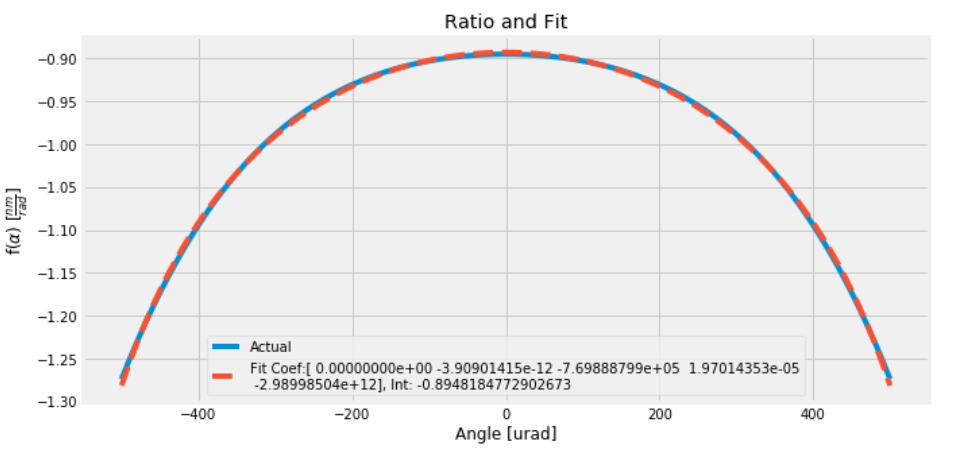 Ratio and Fit
−0.90
−0.95
−1.00
−1.05
−1.10
−1.15
−1.20
−1.25
−1.30
f(α) [nm/rad]
Actual
Fit Coef:[ 0.00000000e+00 -3.90901415e-12 -7.69888799e+05 1.97014353e-05
-2.98998504e+12], Int: -0.8948184772902673
−400
−200
0
200
400
Angle [urad]